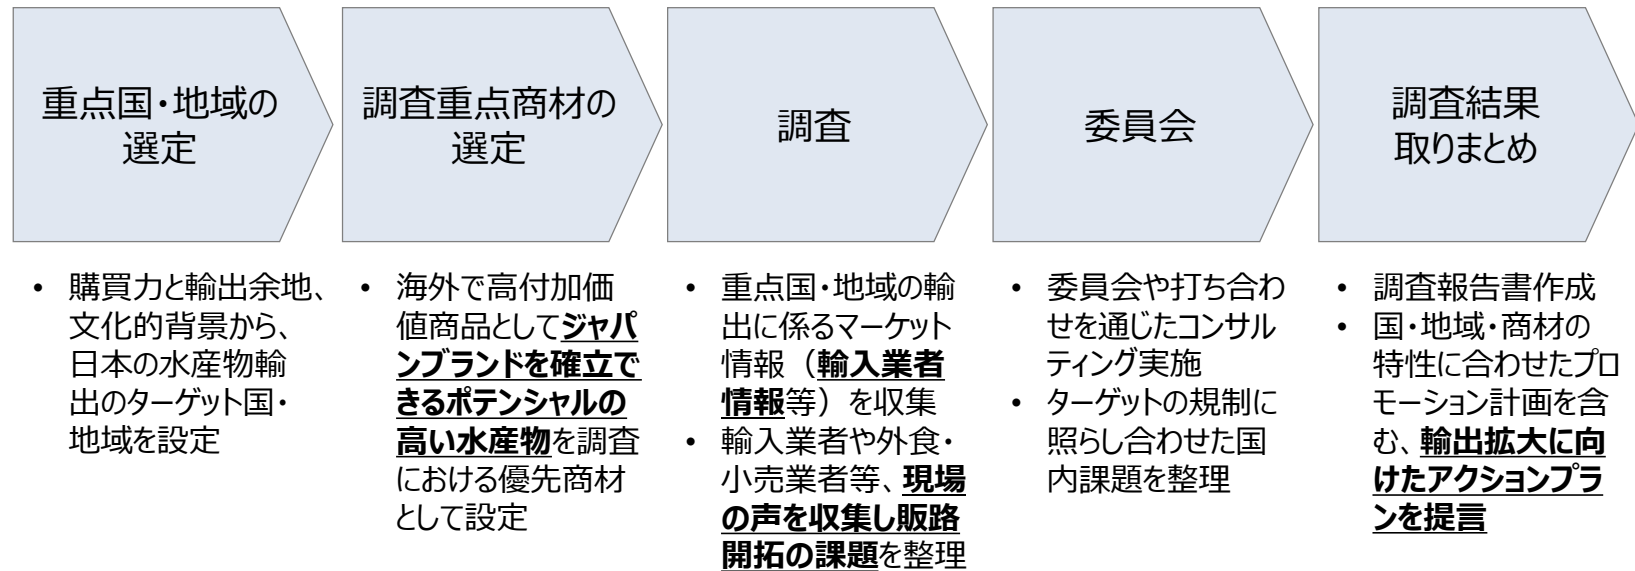 重点国・地域の
選定
調査重点商材の
選定
調査
委員会
調査結果
取りまとめ
• 購買力と輸出余地、
文化的背景から、
日本の水産物輸
出のターゲット国・
地域を設定
• 海外で高付加価
値商品としてジャパ
ンブランドを確立で
きるポテンシャルの
高い水産物を調査
における優先商材
として設定
• 重点国・地域の輸
出に係るマーケット
情報（輸入業者
情報等）を収集
• 輸入業者や外食・
小売業者等、現場
の声を収集し販路
開拓の課題を整理
• 委員会や打ち合わ
せを通じたコンサル
ティング実施
• ターゲットの規制に
照らし合わせた国
内課題を整理
• 調査報告書作成
• 国・地域・商材の
特性に合わせたプロ
モーション計画を含
む、輸出拡大に向
けたアクションプラ
ンを提言